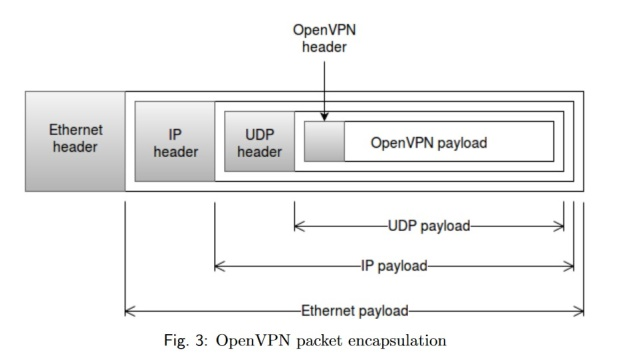 OpenVPN
header
Ethernet
header
IP
header
UDP
header
OpenVPN payload
UDP payload
IP payload
Ethernet payload
Fig. 3: OpenVPN packet encapsulation